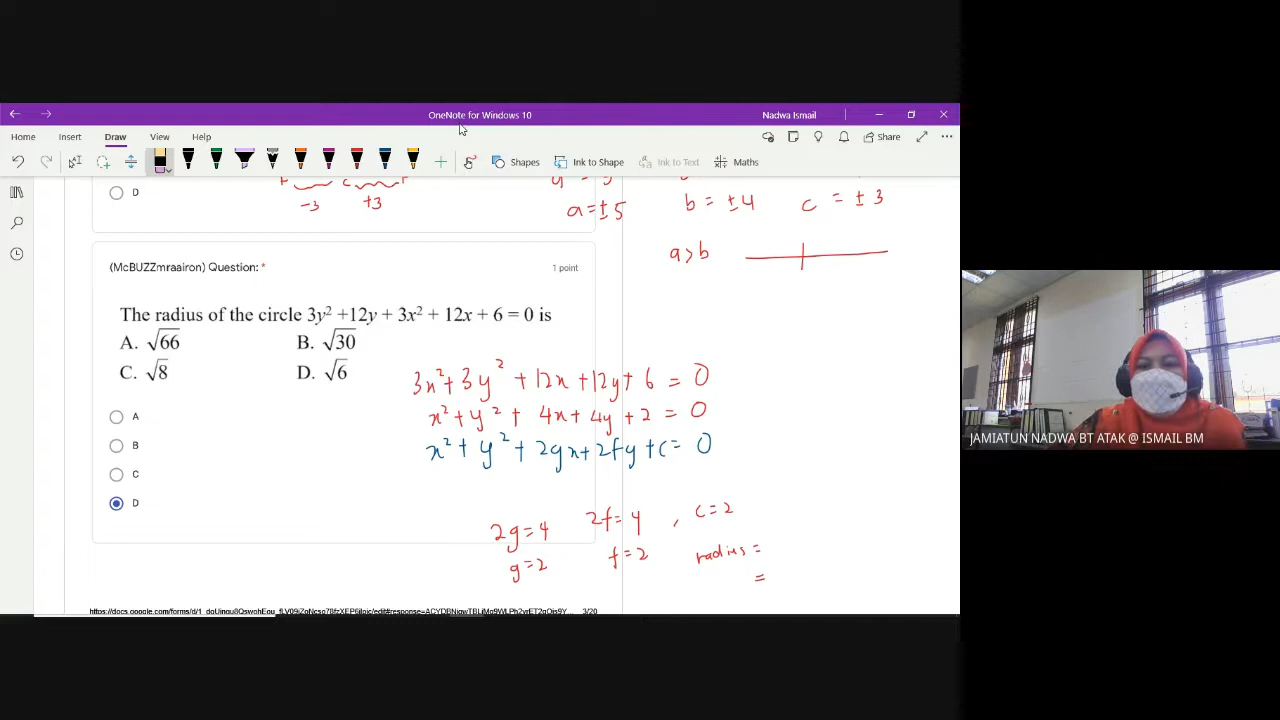 OneNote for Windows 10
Nadwa Ismail
Home Insert Draw View Help
Share
Shapes Ink to Shape Ink to Text Maths
D
-3 +3
a = ±5
b = ±4 c = ±3
a > b
(McBUZZmraairon) Question: *
1 point
The radius of the circle 3y² +12y + 3x² + 12x + 6 = 0 is
A. √66 B. √30
C. √8 D. √6
3x² + 3y² + 12x + 12y + 6 = 0
x² + y² + 4x + 4y + 2 = 0
x² + y² + 2gx + 2fy + c = 0
A
B
C
D
2g = 4 2f = 4 , c = 2
g = 2 f = 2 radius =
=
3/20
JAMIATUN NADWA BT ATAK @ ISMAIL BM